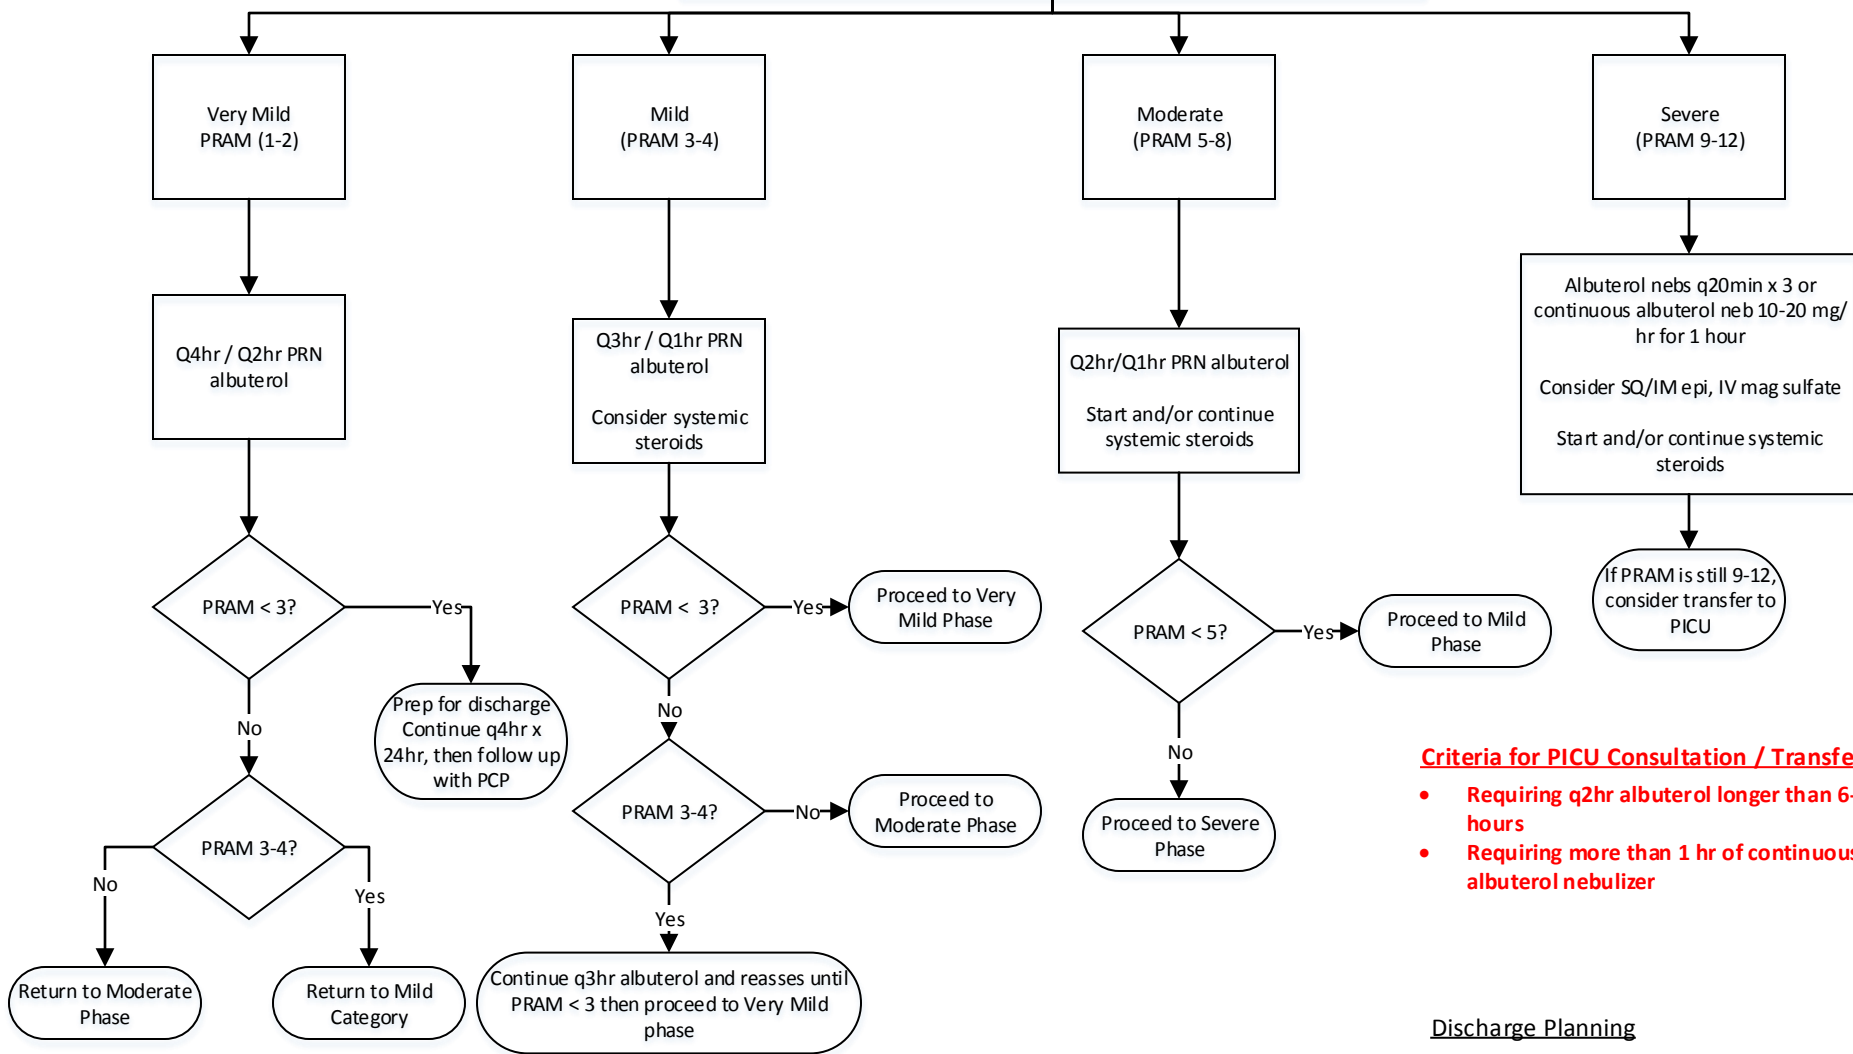 Very Mild
PRAM (1-2)
Mild
(PRAM 3-4)
Moderate
(PRAM 5-8)
Severe
(PRAM 9-12)
Q4hr / Q2hr PRN
albuterol
Q3hr / Q1hr PRN
albuterol
Consider systemic
steroids
Q2hr/Q1hr PRN albuterol
Start and/or continue
systemic steroids
Albuterol nebs q20min x 3 or
continuous albuterol neb 10-20 mg/
hr for 1 hour
Consider SQ/IM epi, IV mag sulfate
Start and/or continue systemic
steroids
PRAM < 3?
Yes
Prep for discharge
Continue q4hr x
24hr, then follow up
with PCP
No
PRAM 3-4?
No
Yes
Return to Moderate
Phase
Return to Mild
Category
PRAM < 3?
Yes
Proceed to Very
Mild Phase
No
PRAM 3-4?
No
Proceed to
Moderate Phase
Yes
Continue q3hr albuterol and reasses until
PRAM < 3 then proceed to Very Mild
phase
PRAM < 5?
Yes
Proceed to Mild
Phase
No
Proceed to Severe
Phase
If PRAM is still 9-12,
consider transfer to
PICU
Criteria for PICU Consultation / Transfe
• Requiring q2hr albuterol longer than 6-
hours
• Requiring more than 1 hr of continuous
albuterol nebulizer
Discharge Planning